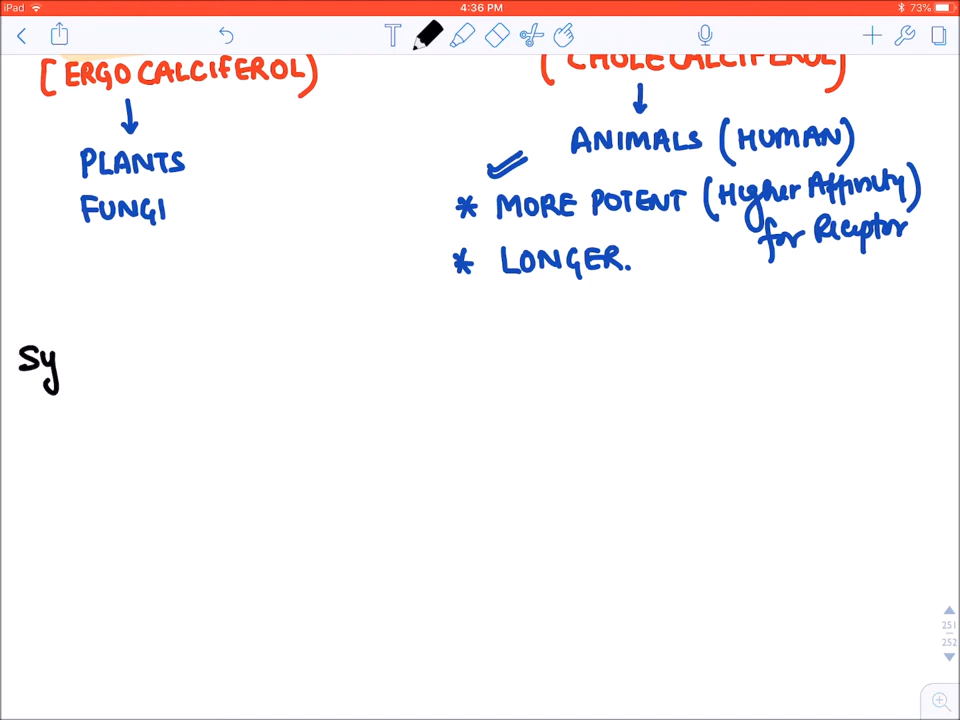 iPad 4:36 PM 73%
T
[ERGOCALCIFEROL) (CHOLECALCIFEROL)
PLANTS
FUNGI
ANIMALS (HUMAN)
* MORE POTENT (Higher Affinity)
for Receptor
* LONGER.
Sy
251
252